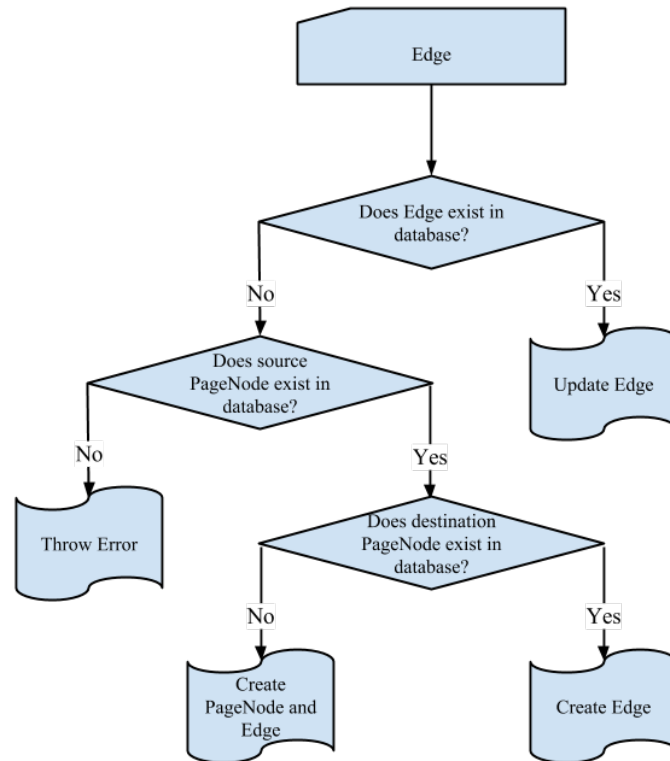 Edge
Does Edge exist in
database?
No
Yes
Does source
PageNode exist in
database?
Update Edge
No
Yes
Throw Error
Does destination
PageNode exist in
database?
No
Yes
Create
PageNode and
Edge
Create Edge